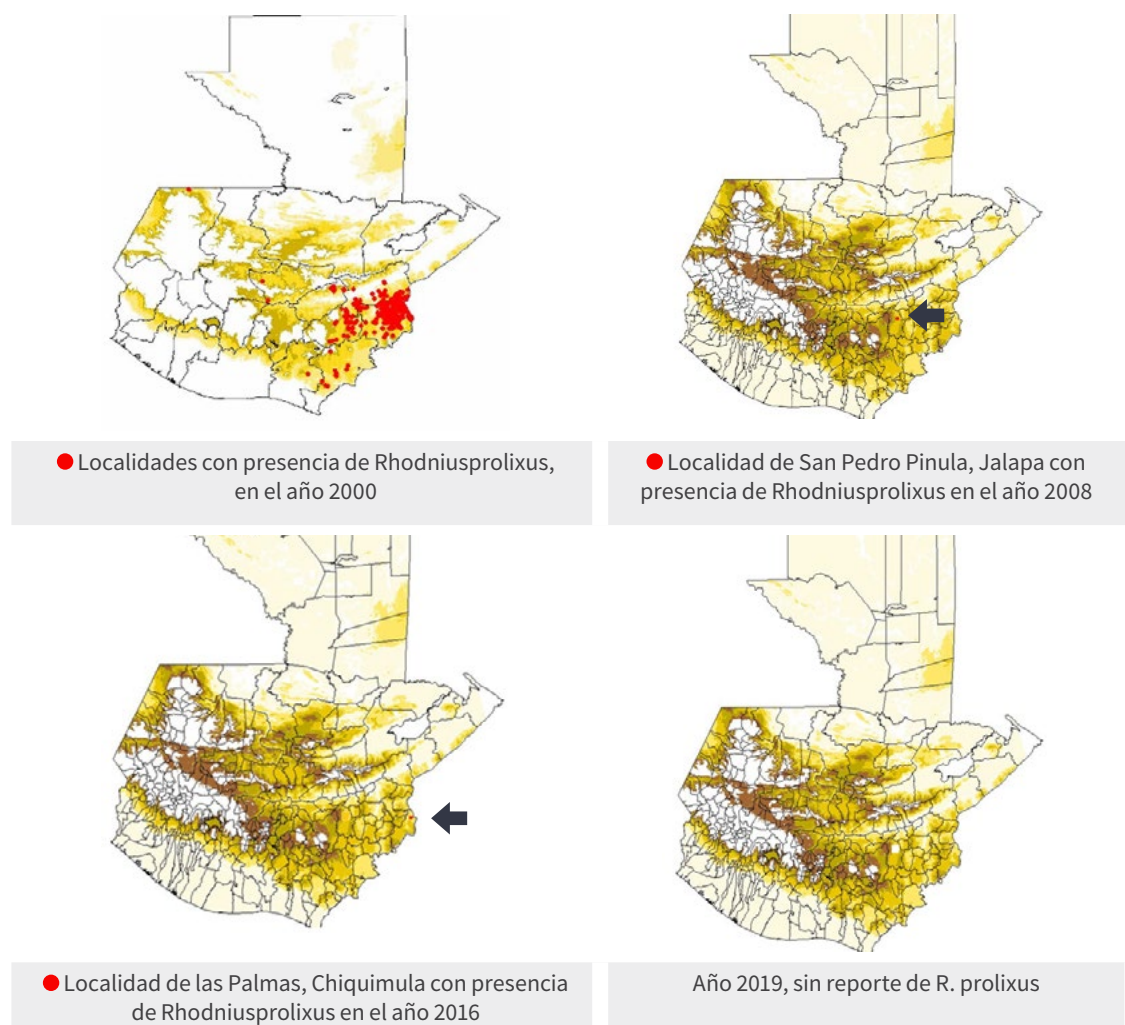 Localidades con presencia de Rhodniusprolixus,
en el año 2000
Localidad de San Pedro Pinula, Jalapa con
presencia de Rhodniusprolixus en el año 2008
Localidad de las Palmas, Chiquimula con presencia
de Rhodniusprolixus en el año 2016
Año 2019, sin reporte de R. prolixus